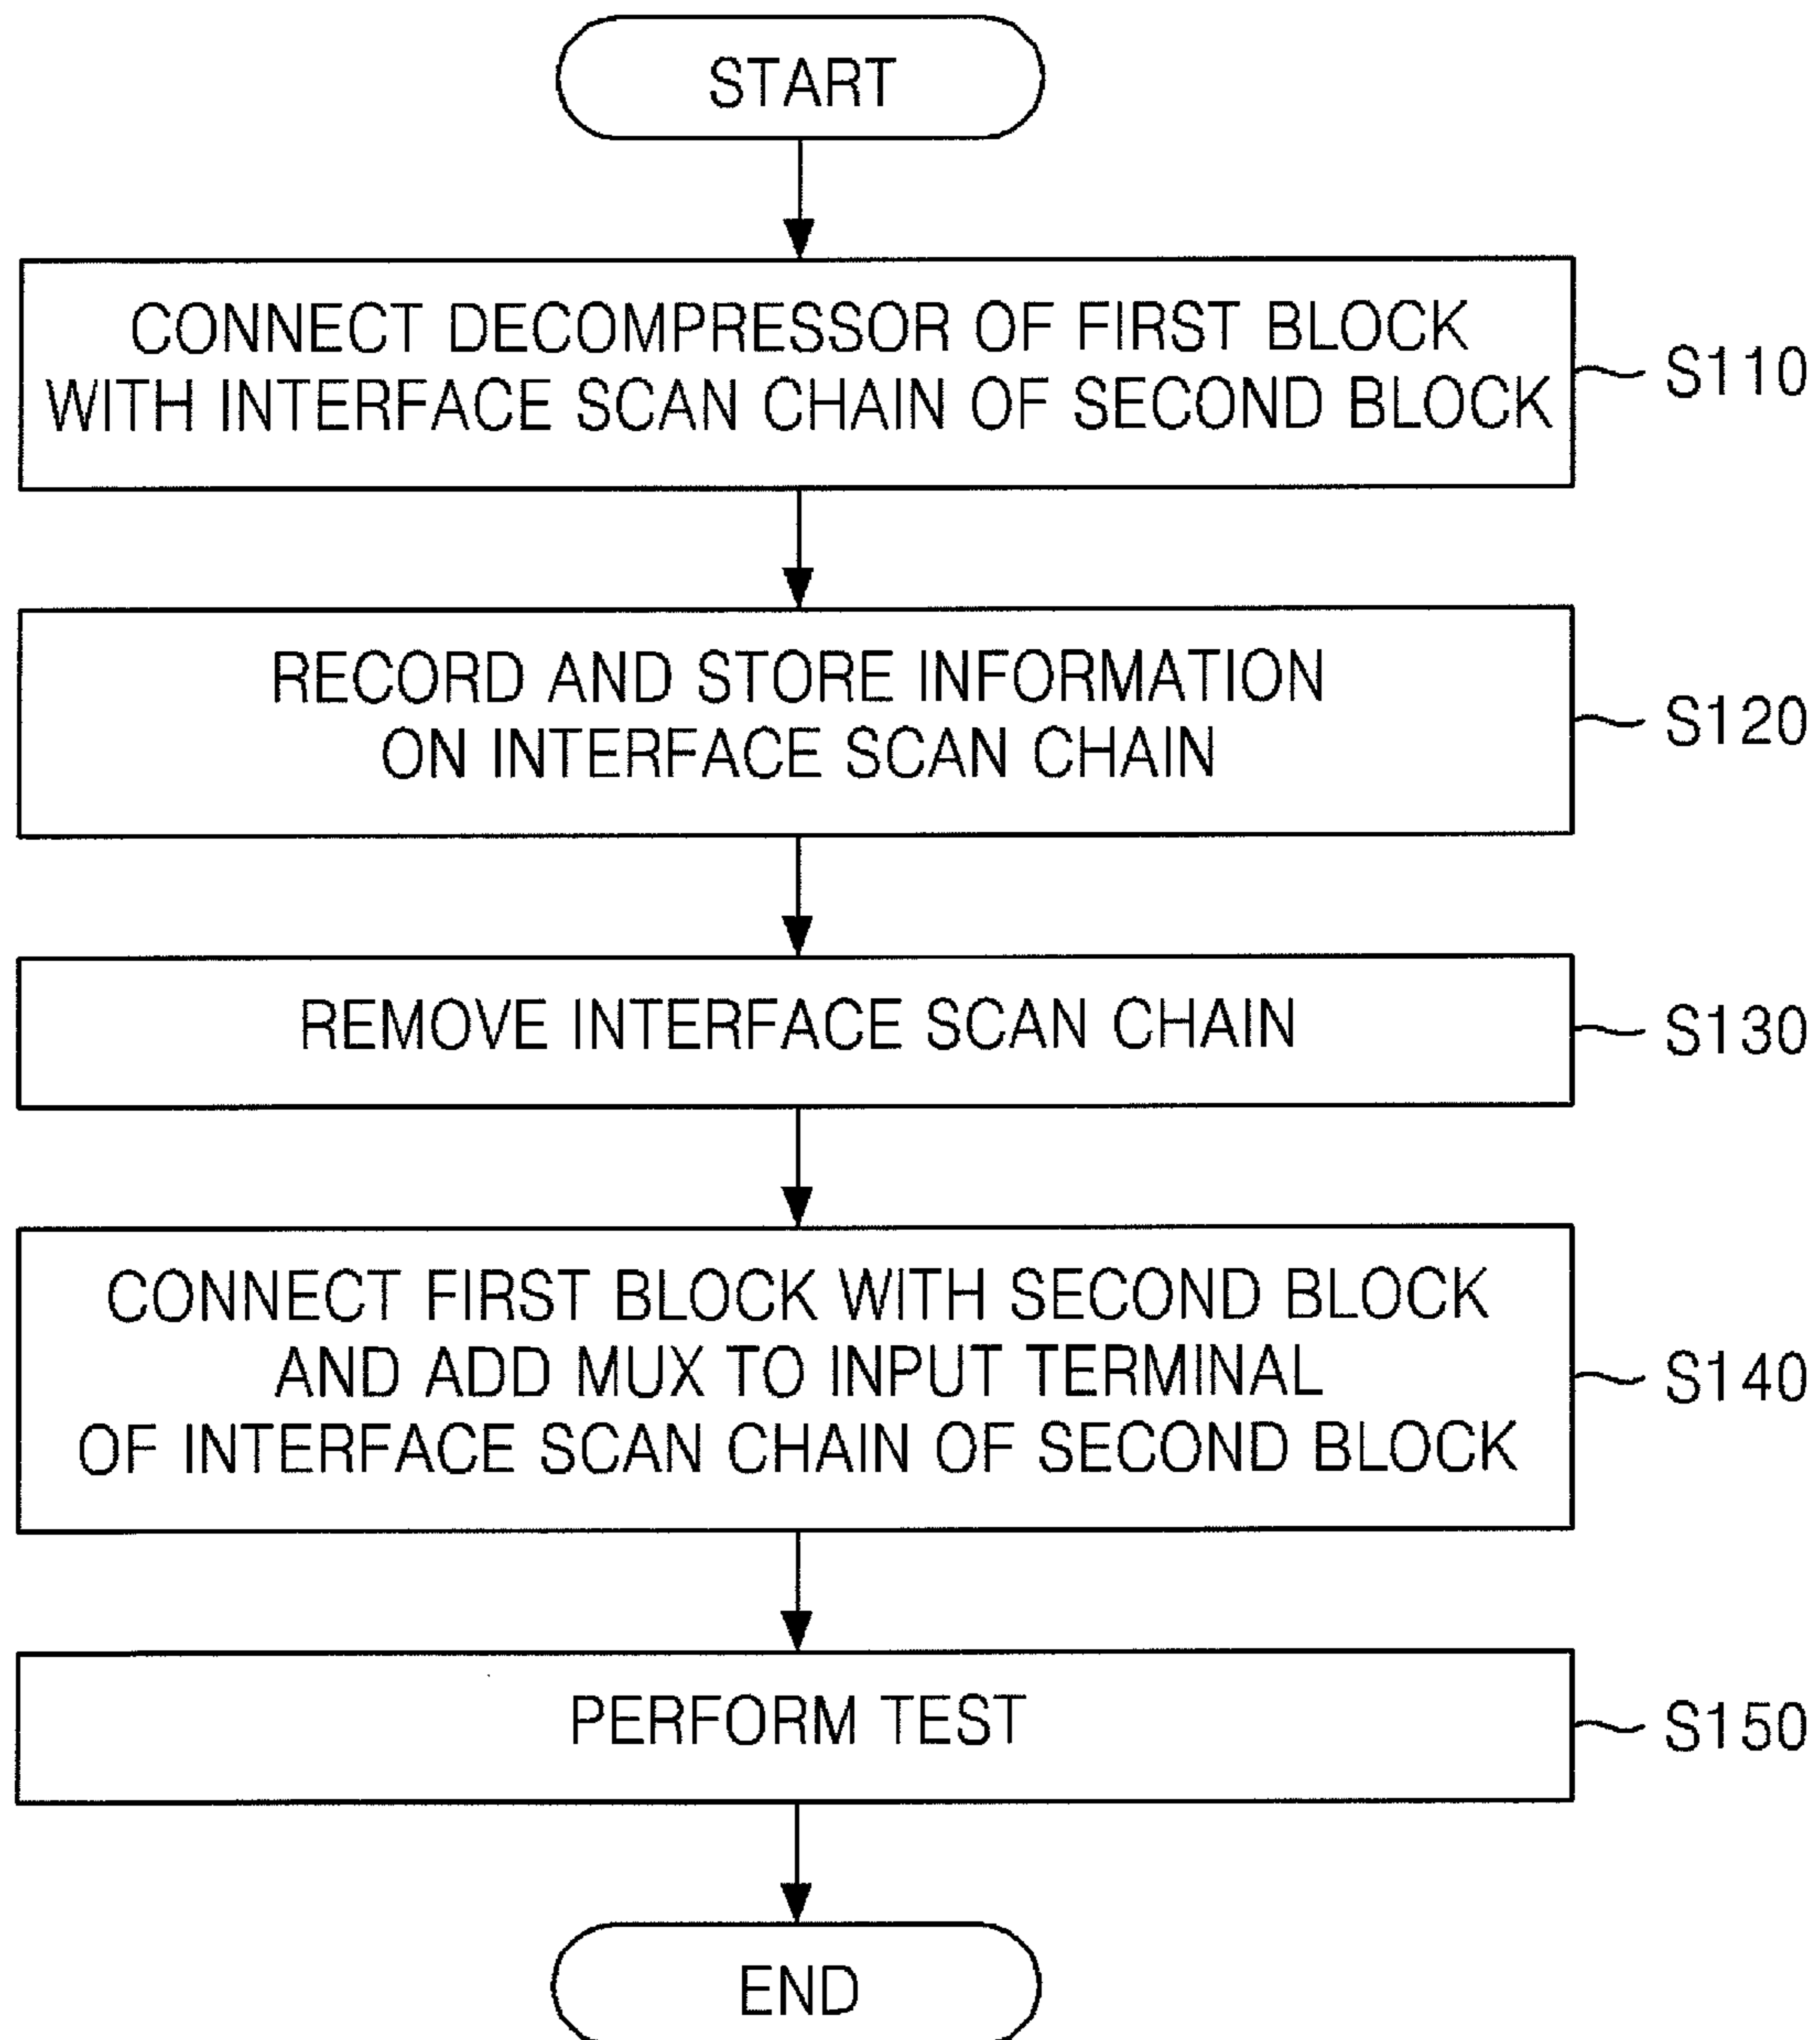 START
CONNECT DECOMPRESSOR OF FIRST BLOCK
WITH INTERFACE SCAN CHAIN OF SECOND BLOCK
S110
RECORD AND STORE INFORMATION
ON INTERFACE SCAN CHAIN
S120
REMOVE INTERFACE SCAN CHAIN
S130
CONNECT FIRST BLOCK WITH SECOND BLOCK
AND ADD MUX TO INPUT TERMINAL
OF INTERFACE SCAN CHAIN OF SECOND BLOCK
S140
PERFORM TEST
S150
END